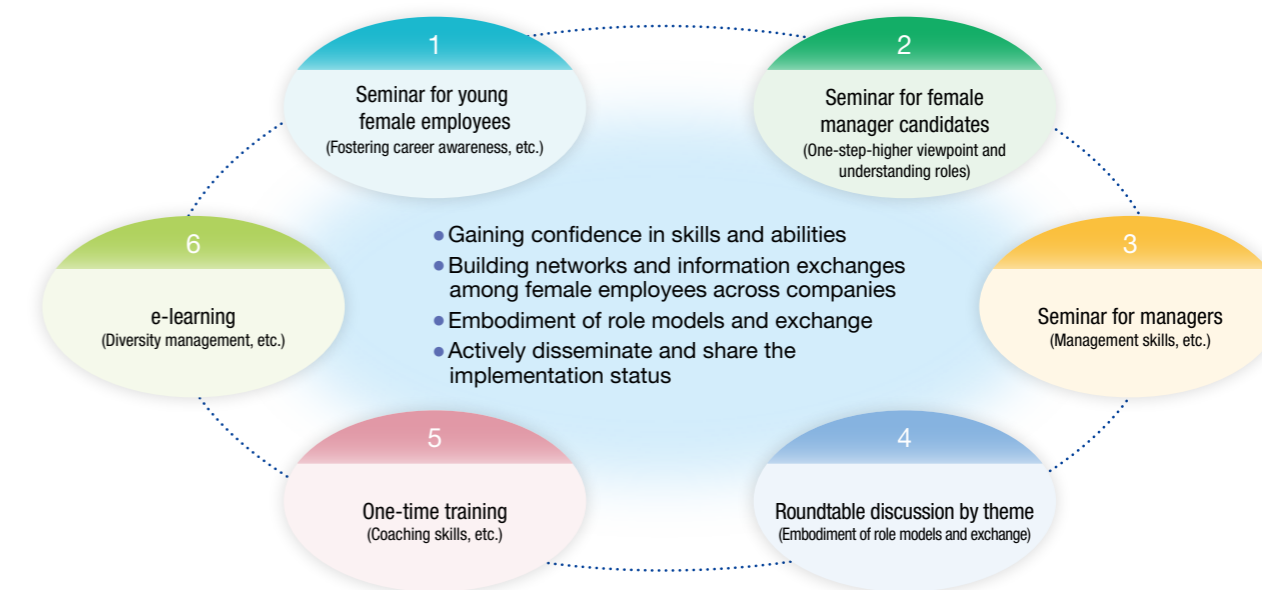 1
Seminar for young
female employees
(Fostering career awareness, etc.)
2
Seminar for female
manager candidates
(One-step-higher viewpoint and
understanding roles)
3
Seminar for managers
(Management skills, etc.)
4
Roundtable discussion by theme
(Embodiment of role models and exchange)
5
One-time training
(Coaching skills, etc.)
6
e-learning
(Diversity management, etc.)
● Gaining confidence in skills and abilities
● Building networks and information exchanges
among female employees across companies
● Embodiment of role models and exchange
● Actively disseminate and share the
implementation status